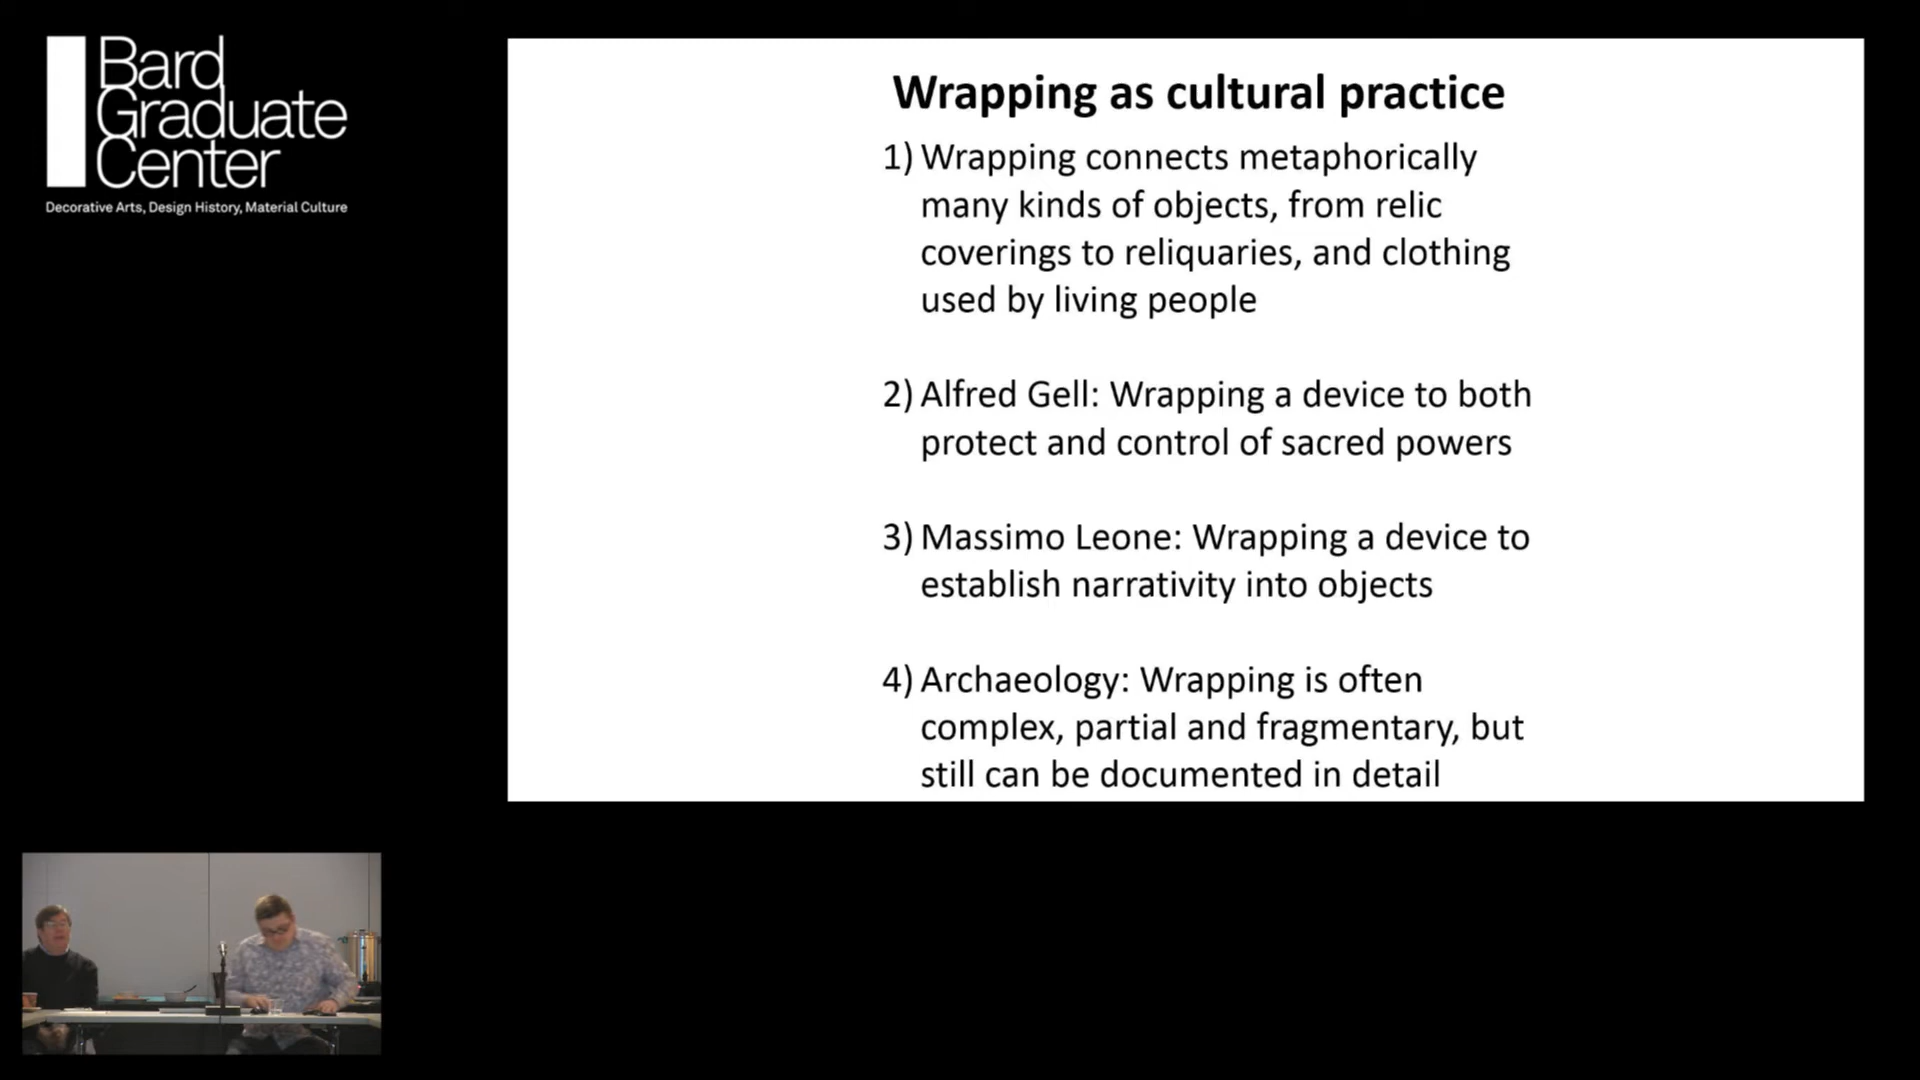 Bard
Graduate
Center
Decorative Arts, Design History, Material Culture
Wrapping as cultural practice
1) Wrapping connects metaphorically
many kinds of objects, from relic
coverings to reliquaries, and clothing
used by living people
2) Alfred Gell: Wrapping a device to both
protect and control of sacred powers
3) Massimo Leone: Wrapping a device to
establish narrativity into objects
4) Archaeology: Wrapping is often
complex, partial and fragmentary, but
still can be documented in detail